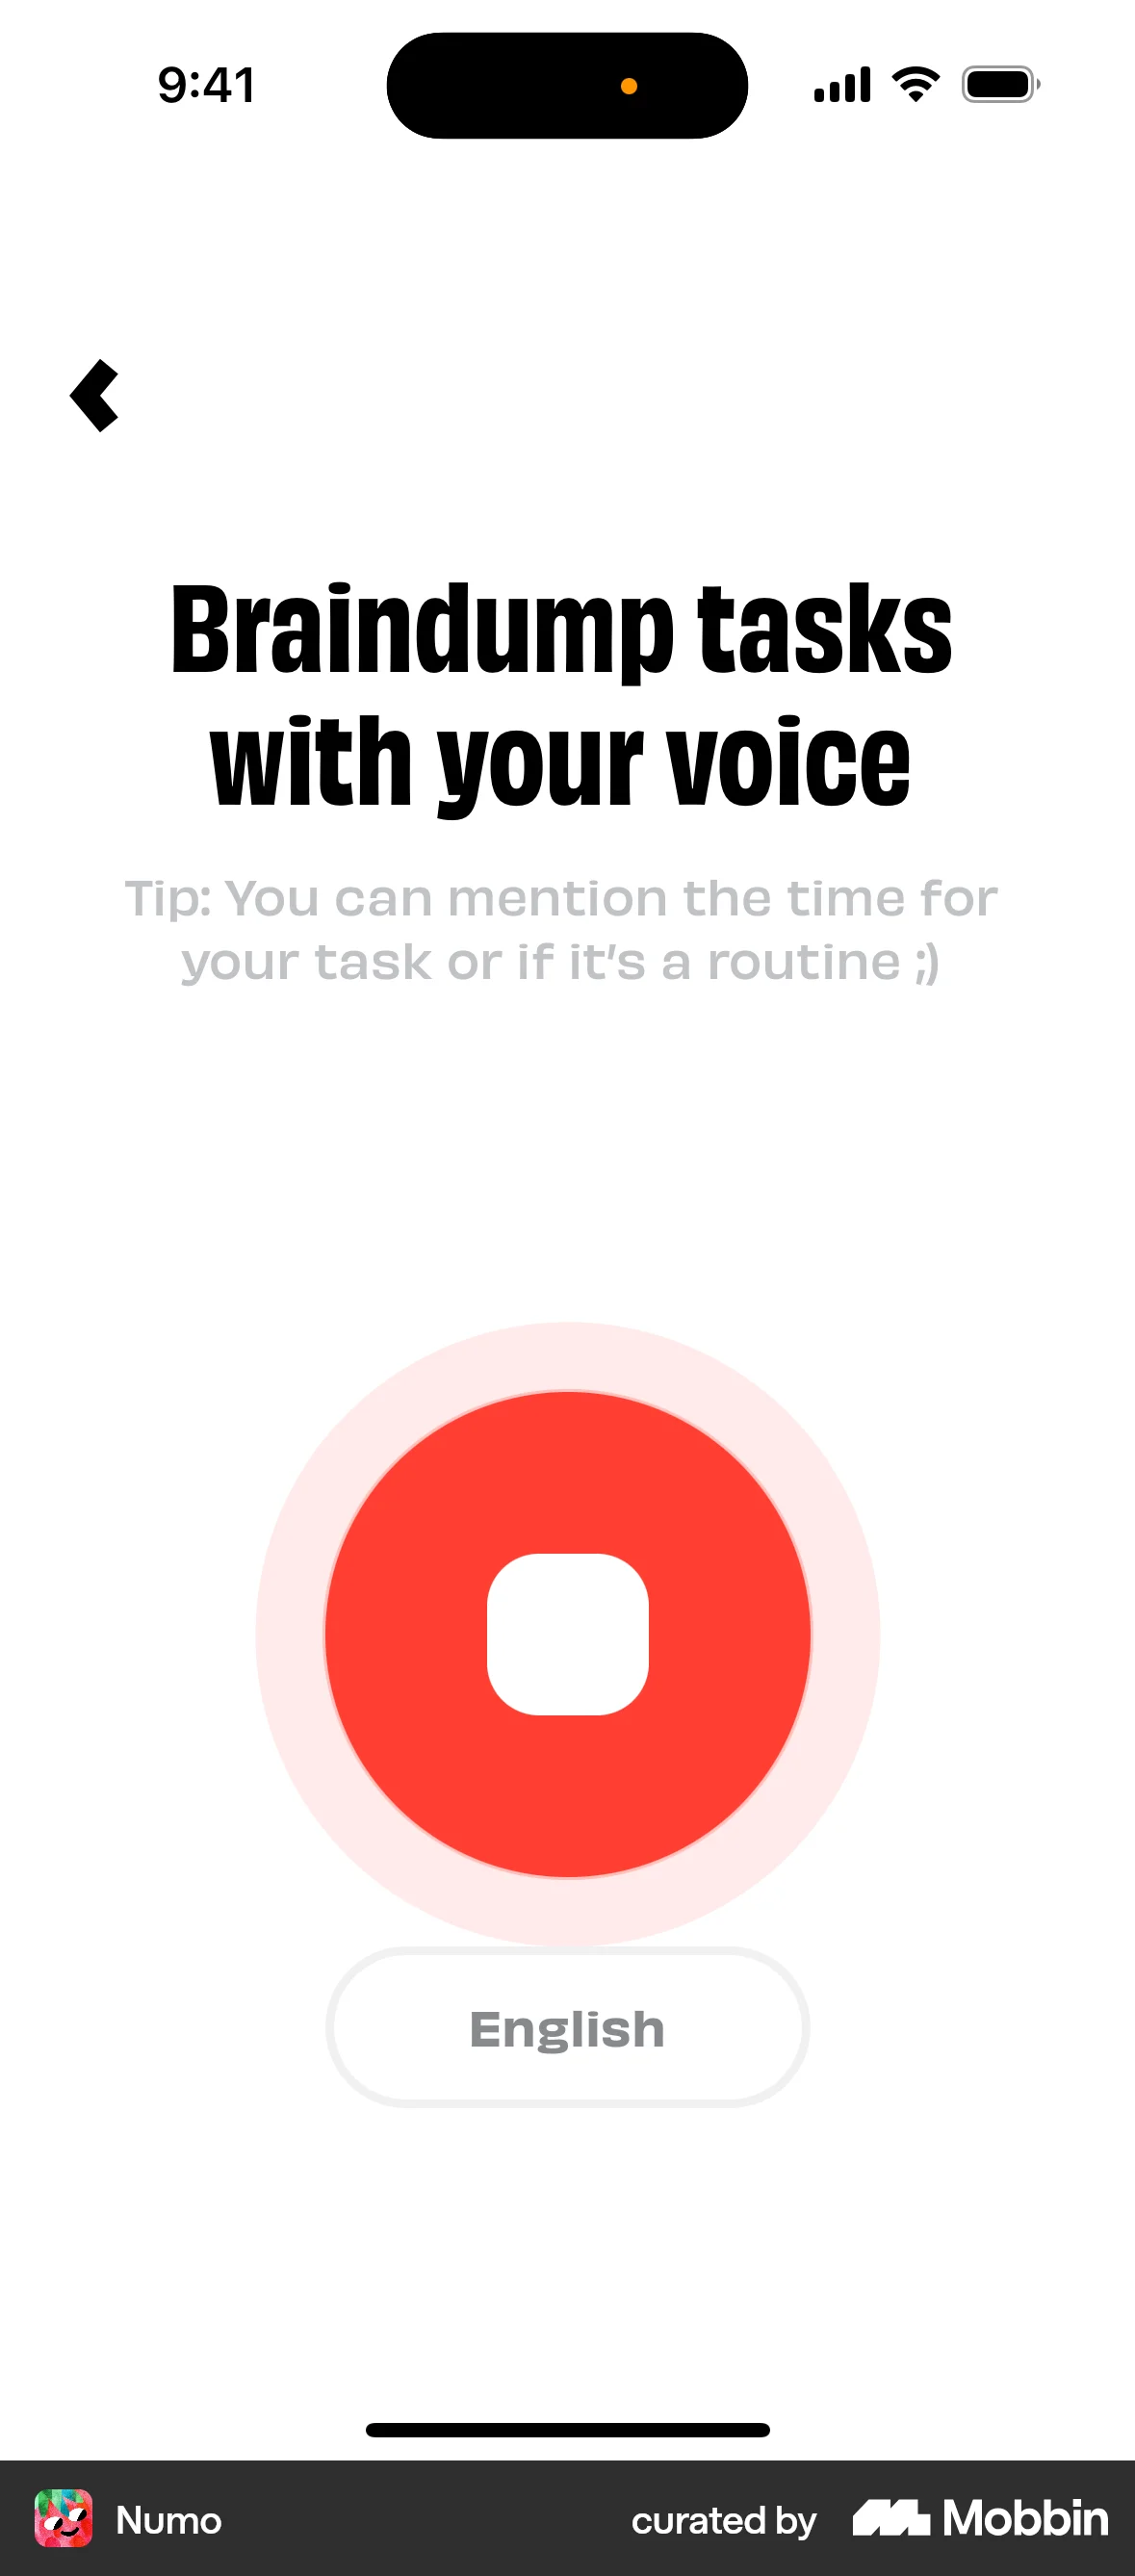 9:41
Braindump tasks
with your voice
Tip: You can mention the time for
your task or if it’s a routine ;)
English
Numo
curated by Mobbin